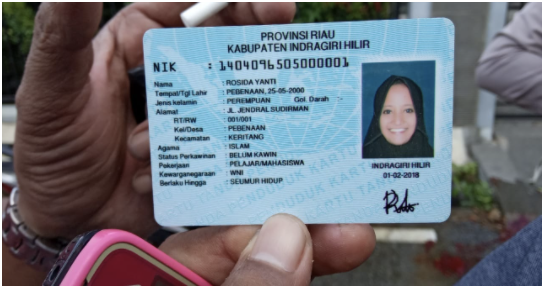 PROVINSI RIAU
KABUPATEN INDRAGIRI HILIR
NIK : 1404096505000001
Nama : ROSIDA YANTI
Tempat/Tgl Lahir : PEBENAAN, 25-05-2000
Jenis kelamin : PEREMPUAN Gol. Darah : -
Alamat : JL. JENDRAL SUDIRMAN
RT/RW : 001/001
Kel/Desa : PEBENAAN
Kecamatan : KERITANG
Agama : ISLAM
Status Perkawinan : BELUM KAWIN
Pekerjaan : PELAJAR/MAHASISWA
Kewarganegaraan : WNI
Berlaku Hingga : SEUMUR HIDUP
INDRAGIRI HILIR
01-02-2018